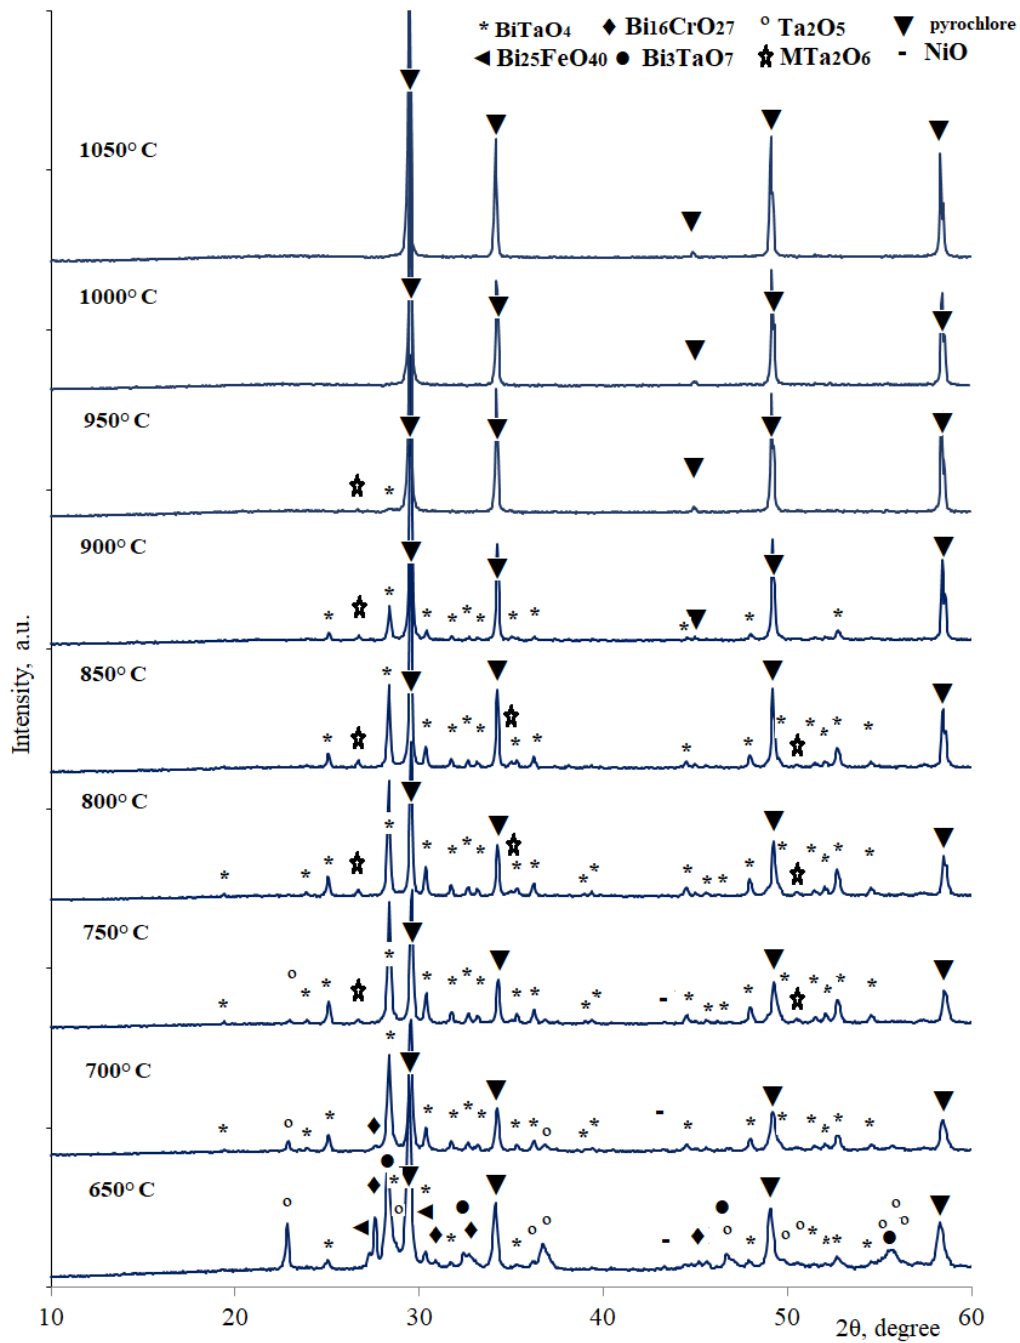 * BiTaO4 ♦ Bi16CrO27 o Ta2O5 ▼ pyrochlore
◄ Bi25FeO40 ● Bi3TaO7 ☆ MTa2O6 - NiO
1050° C
1000° C
950° C
900° C
850° C
800° C
750° C
700° C
650° C
Intensity, a.u.
10 20 30 40 50 60
2θ, degree